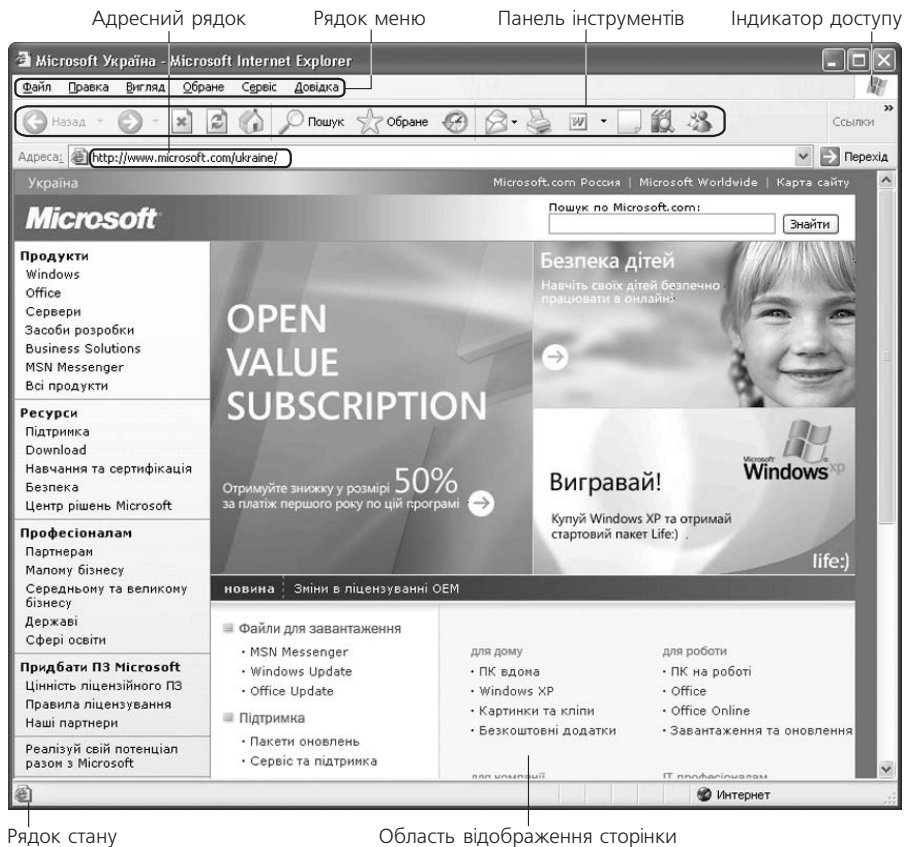 Адресний рядок Рядок меню Панель інструментів Індикатор доступу
Microsoft Україна - Microsoft Internet Explorer
Файл Правка Вигляд Обране Сервіс Довідка
Назад Пошук Обране Ссылки
Адреса: http://www.microsoft.com/ukraine/ Перехід
Україна Microsoft.com Россия | Microsoft Worldwide | Карта сайту
Microsoft
Пошук по Microsoft.com:
Знайти
Продукти
Windows
Office
Сервери
Засоби розробки
Business Solutions
MSN Messenger
Всі продукти
Ресурси
Підтримка
Download
Навчання та сертифікація
Безпека
Центр рішень Microsoft
Професіоналам
Партнерам
Малому бізнесу
Середньому та великому
бізнесу
Державі
Сфері освіти
Придбати ПЗ Microsoft
Цінність ліцензійного ПЗ
Правила ліцензування
Наші партнери
Реалізуй свій потенціал
разом з Microsoft
OPEN
VALUE
SUBSCRIPTION
Отримуйте знижку у розмірі 50%
за платіж першого року по цій програмі
Безпека дітей
Навчіть своїх дітей безпечно
працювати в онлайні
Microsoft
Windows xp
Вигравай!
Купуй Windows XP та отримай
стартовий пакет Life:) .
life:)
новина Зміни в ліцензуванні OEM
Файли для завантаження
• MSN Messenger
• Windows Update
• Office Update
Підтримка
• Пакети оновлень
• Сервіс та підтримка
для дому
• ПК вдома
• Windows XP
• Картинки та кліпи
• Безкоштовні додатки
для компанії
для роботи
• ПК на роботі
• Office
• Office Online
• Завантаження та оновлення
ІТ професіоналам
Интернет
Рядок стану Область відображення сторінки